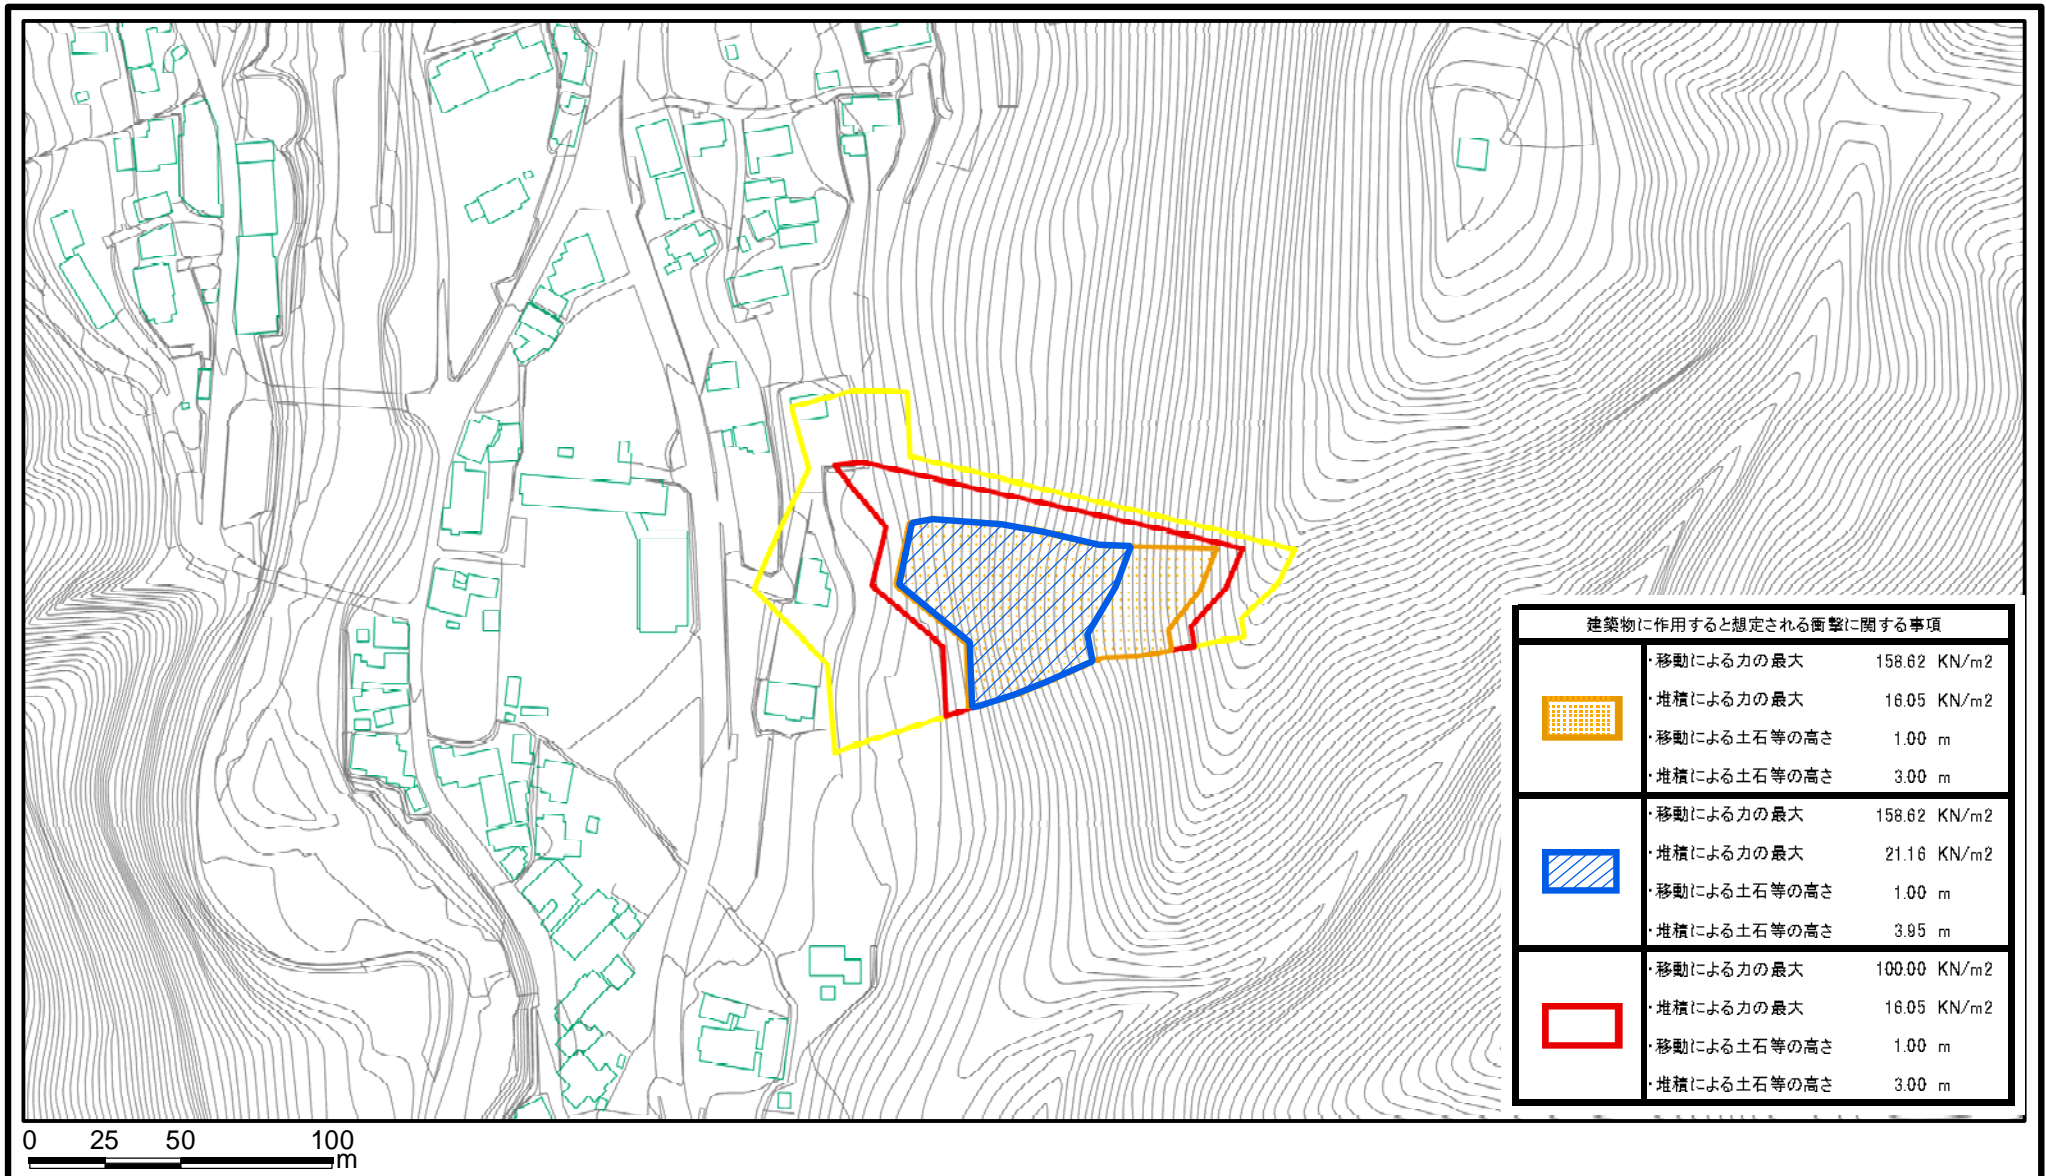 建築物に作用すると想定される衝撃に関する事項
・移動による力の最大 158.62 KN/m2
・堆積による力の最大 16.05 KN/m2
・移動による土石等の高さ 1.00 m
・堆積による土石等の高さ 3.00 m
・移動による力の最大 158.62 KN/m2
・堆積による力の最大 21.16 KN/m2
・移動による土石等の高さ 1.00 m
・堆積による土石等の高さ 3.95 m
・移動による力の最大 100.00 KN/m2
・堆積による力の最大 16.05 KN/m2
・移動による土石等の高さ 1.00 m
・堆積による土石等の高さ 3.00 m
0 25 50 100
m